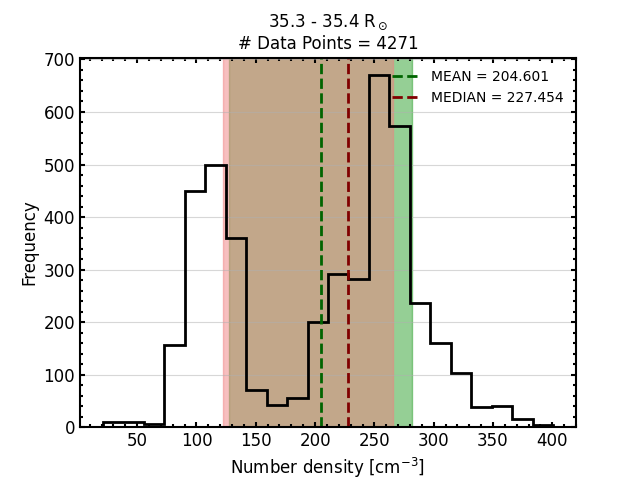 35.3 - 35.4 R⊙
# Data Points = 4271
MEAN = 204.601
MEDIAN = 227.454
Frequency
700
600
500
400
300
200
100
0
50 100 150 200 250 300 350 400
Number density [cm⁻³]